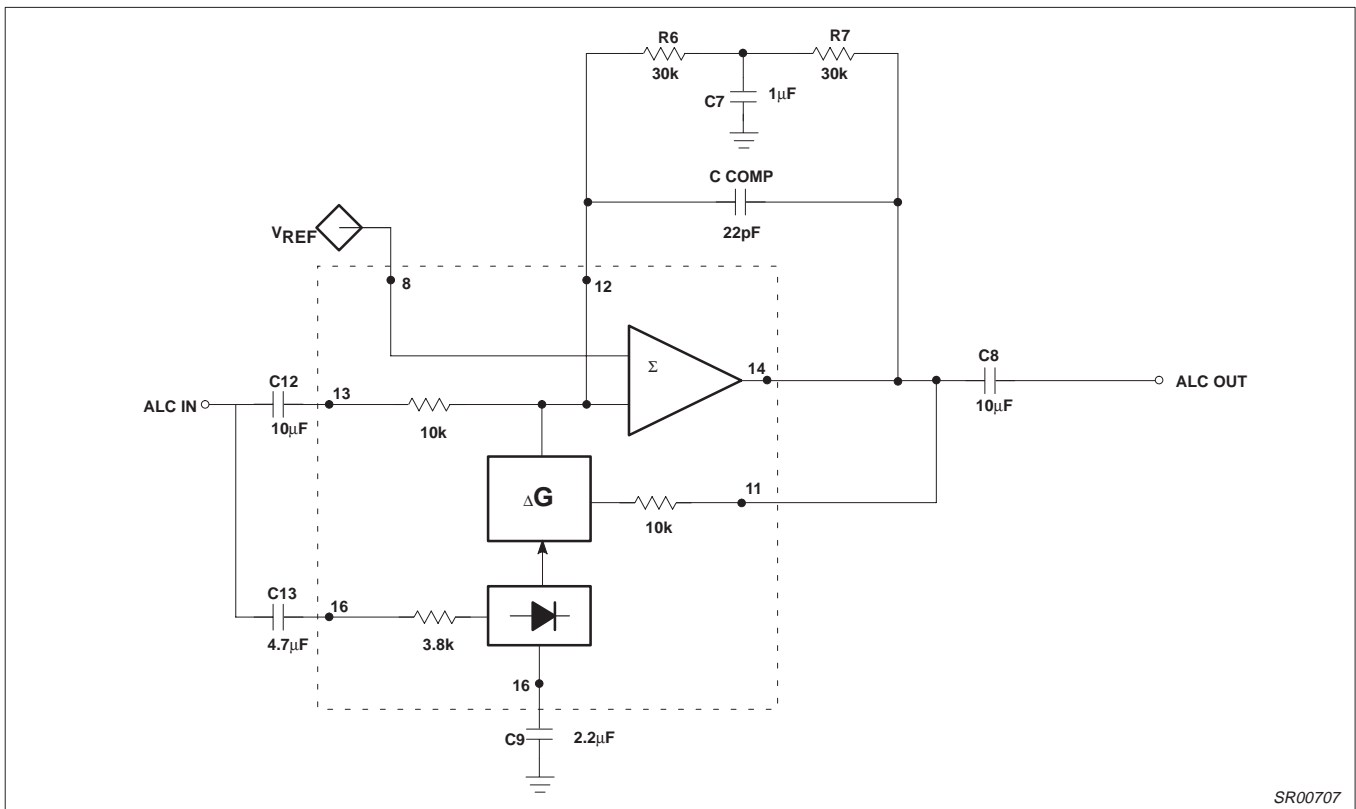 R6
R7
30k
30k
C7
1µF
C COMP
22pF
VREF
8
12
Σ
14
C8
ALC OUT
10µF
C12
13
ALC IN
10µF
10k
ΔG
11
10k
C13
16
4.7µF
3.8k
16
C9
2.2µF
SR00707